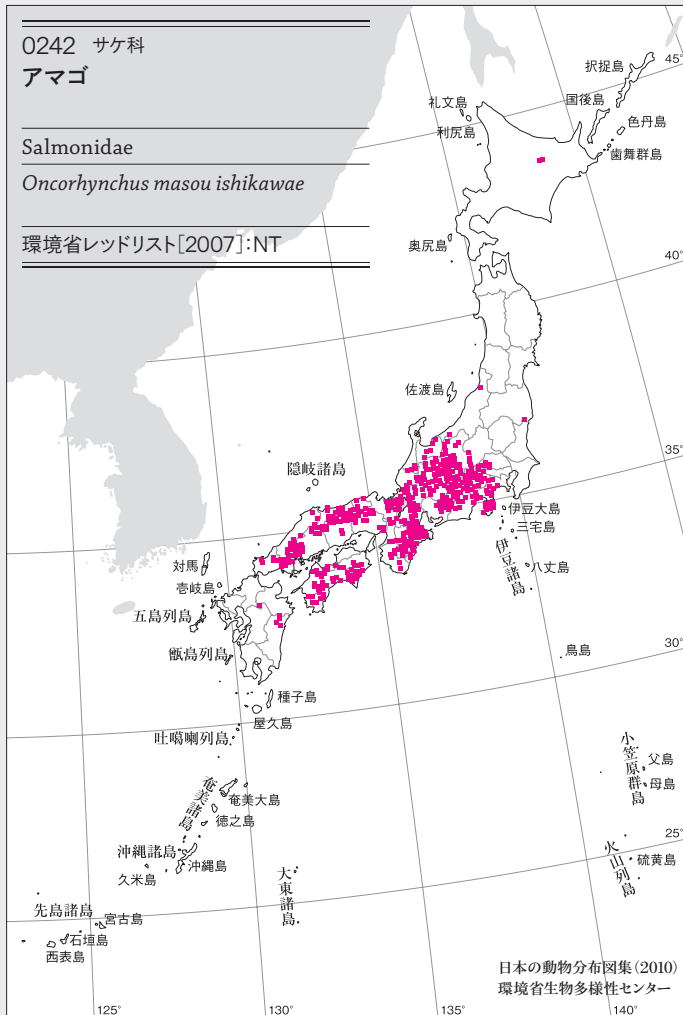 0242 サケ科
アマゴ
Salmonidae
Oncorhynchus masou ishikawae
環境省レッドリスト[2007]:NT
択捉島
45°
国後島
礼文島
色丹島
利尻島
歯舞群島
奥尻島
40°
佐渡島
35°
隠岐諸島
伊豆大島
三宅島
伊豆諸島
八丈島
対馬
壱岐島
五島列島
甑島列島
鳥島
30°
種子島
屋久島
吐噶喇列島
小笠原群島
父島
母島
奄美諸島
奄美大島
徳之島
25°
沖縄諸島
沖縄島
久米島
火山列島
硫黄島
大東諸島
先島諸島
宮古島
石垣島
西表島
日本の動物分布図集(2010)
環境省生物多様性センター
125°
130°
135°
140°